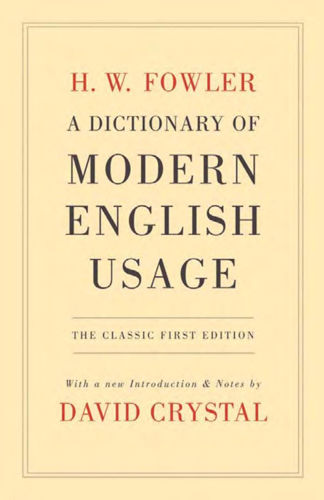 H. W. FOWLER
A DICTIONARY OF
MODERN
ENGLISH
USAGE
THE CLASSIC FIRST EDITION
With a new Introduction & Notes by
DAVID CRYSTAL